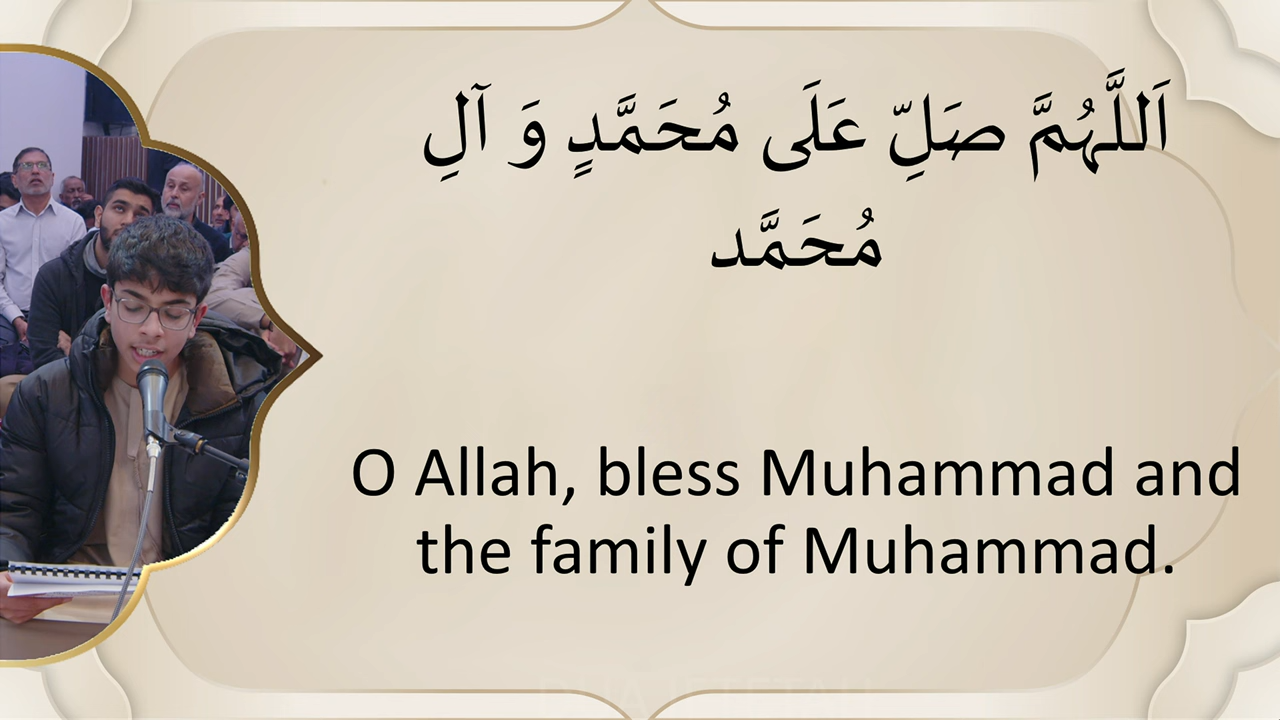 اَللَّهُمَّ صَلِّ عَلَى مُحَمَّدٍ وَ آلِ
مُحَمَّد
O Allah, bless Muhammad and
the family of Muhammad.